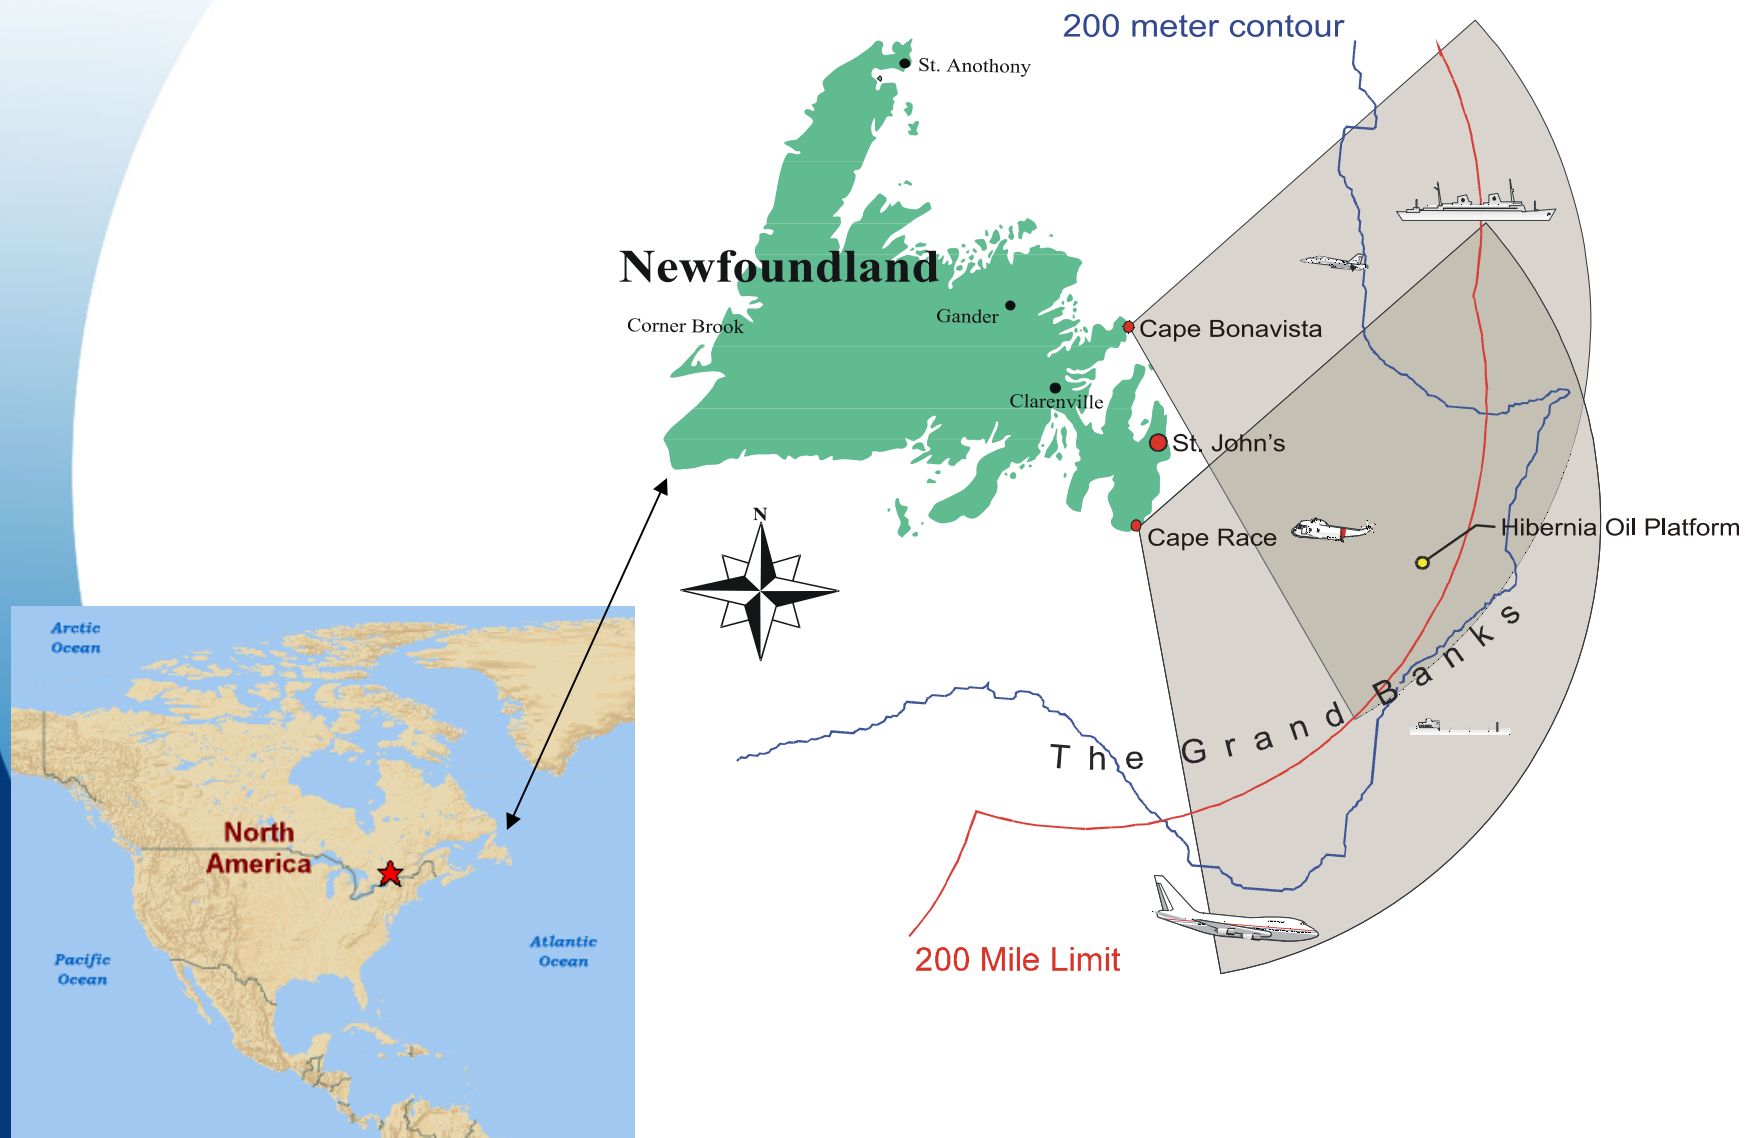 200 meter contour
St. Anothony
Newfoundland
Corner Brook
Gander
Cape Bonavista
Clarenville
St. John's
N
Cape Race
Hibernia Oil Platform
The Grand Banks
200 Mile Limit
Arctic
Ocean
North
America
Atlantic
Ocean
Pacific
Ocean